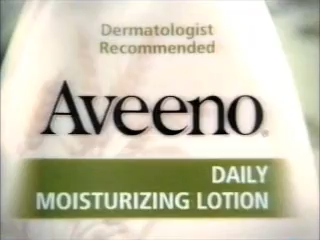 Dermatologist
Recommended
Aveeno®
DAILY
MOISTURIZING LOTION